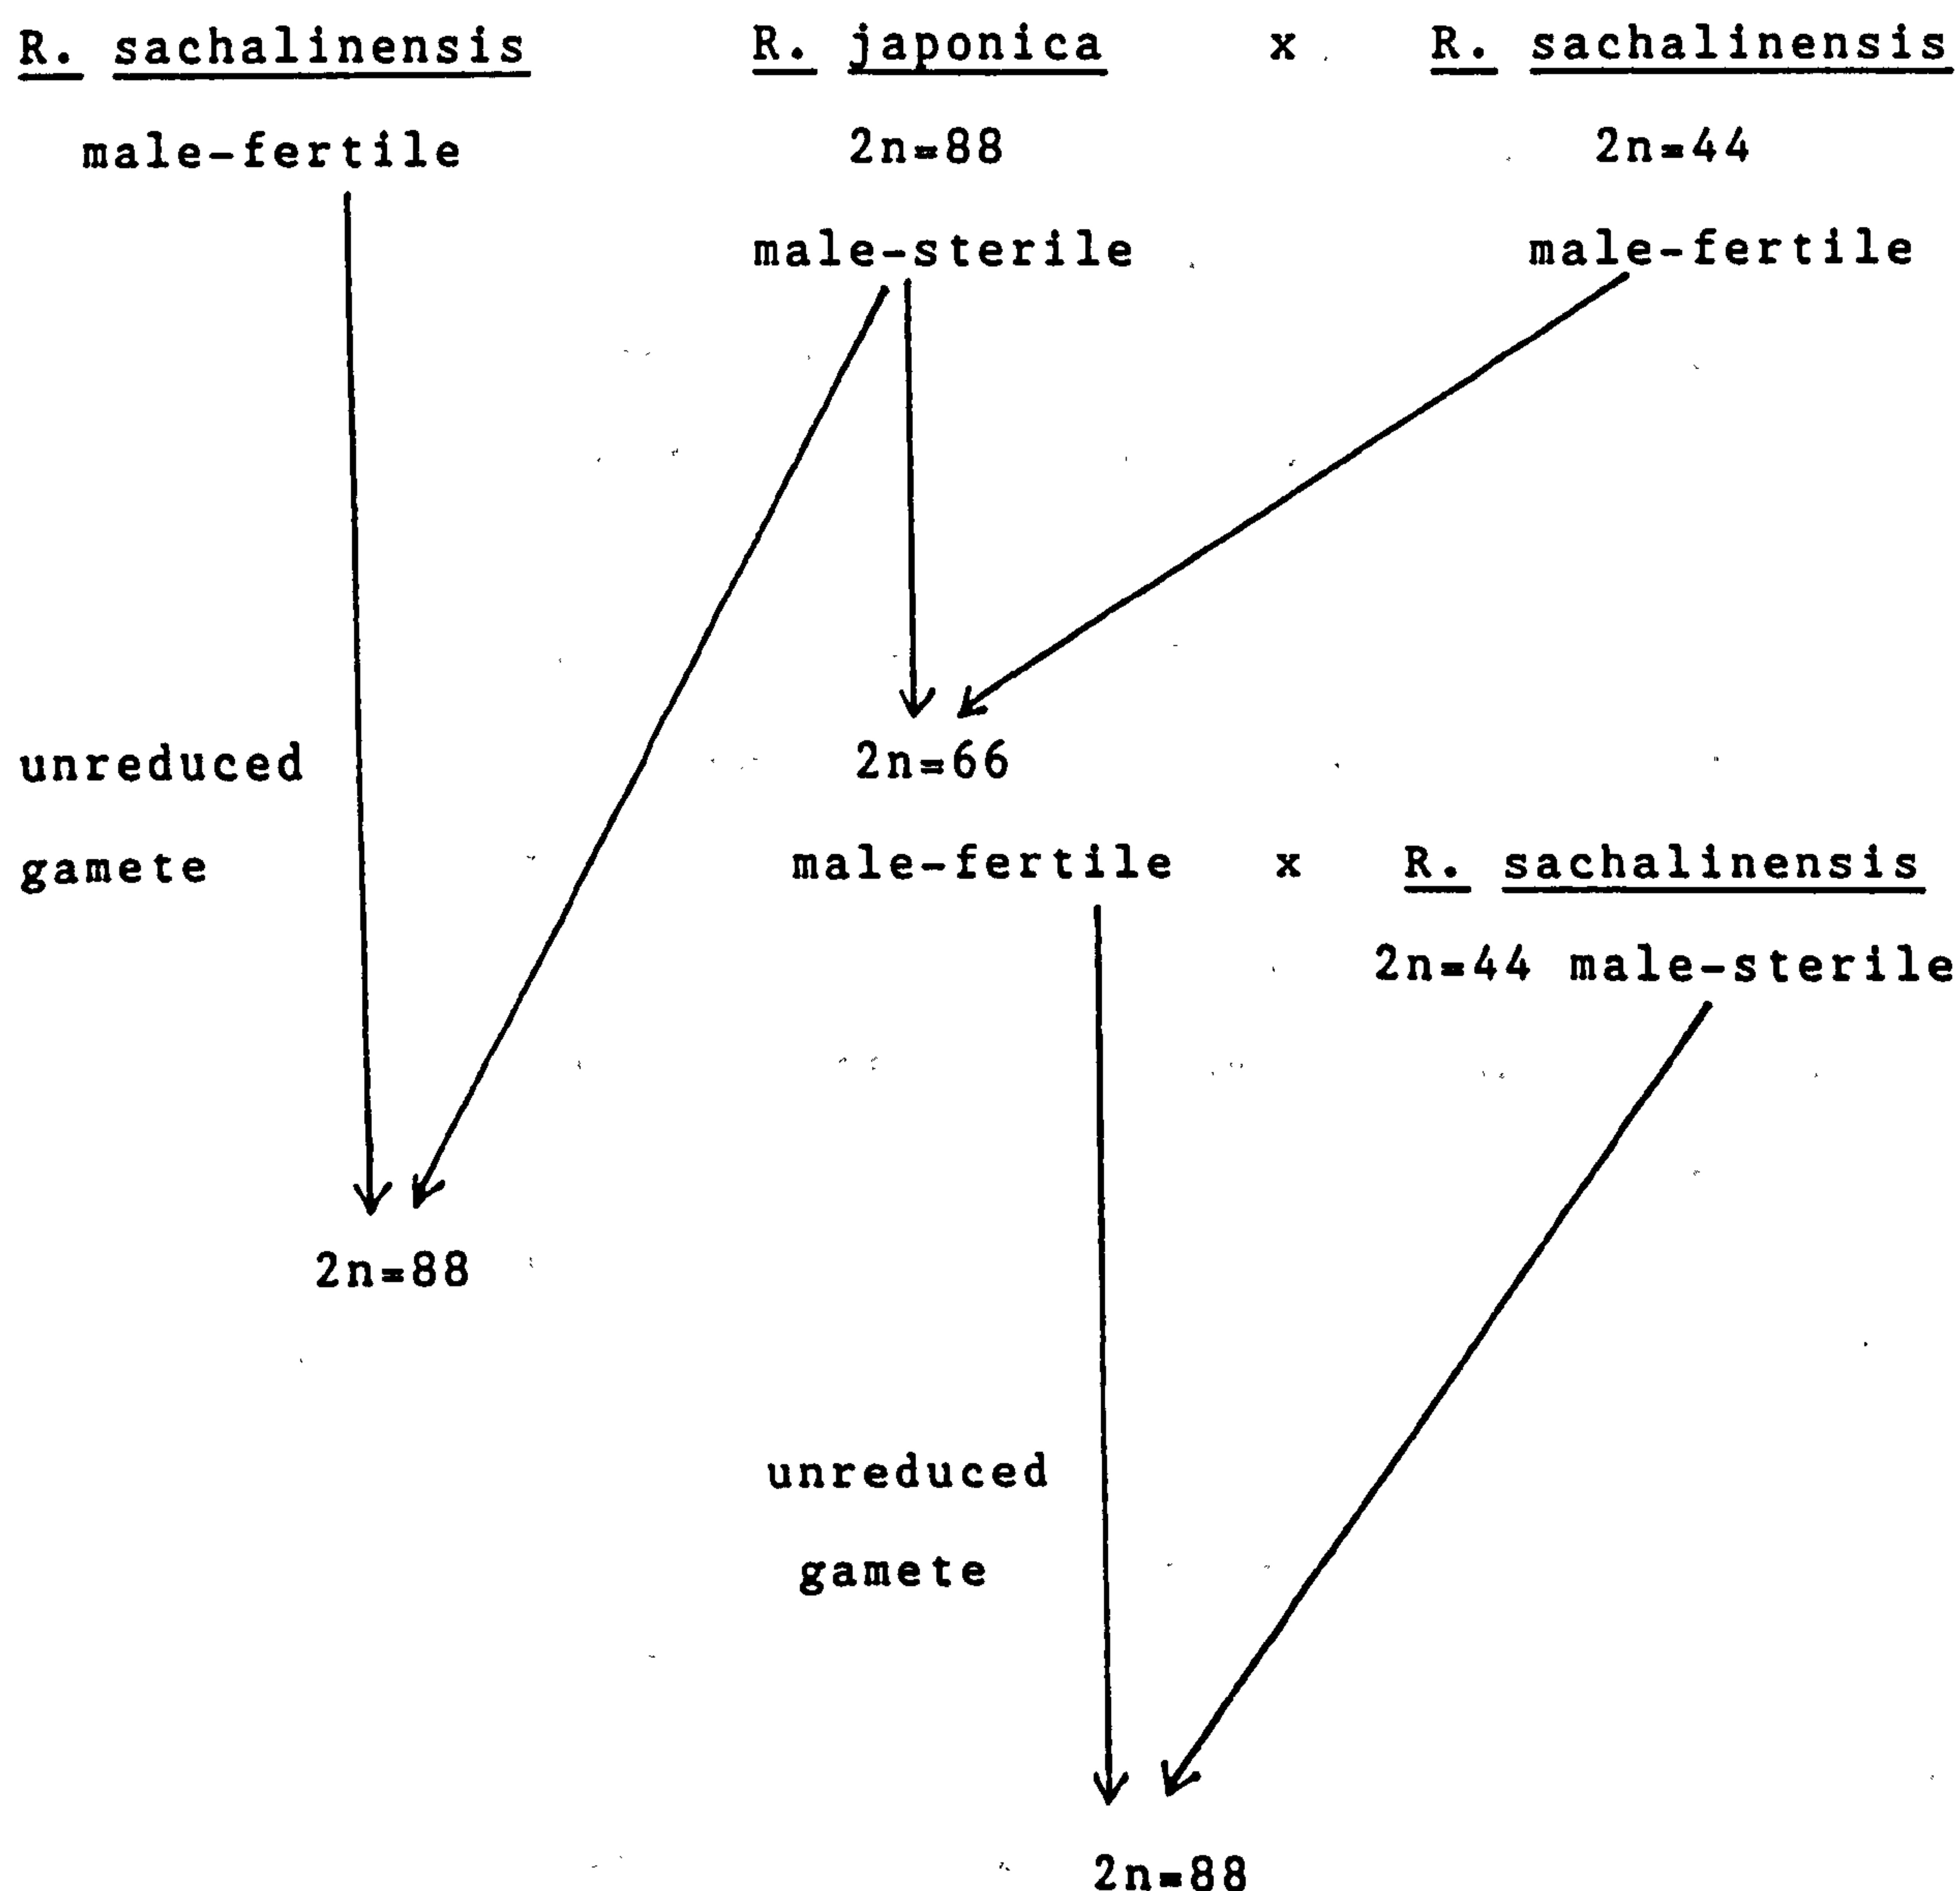 R. sachalinensis R. japonica x R. sachalinensis
male-fertile 2n=88 2n=44
male-sterile male-fertile
unreduced 2n=66
gamete male-fertile x R. sachalinensis
2n=44 male-sterile
2n=88
unreduced
gamete
2n=88